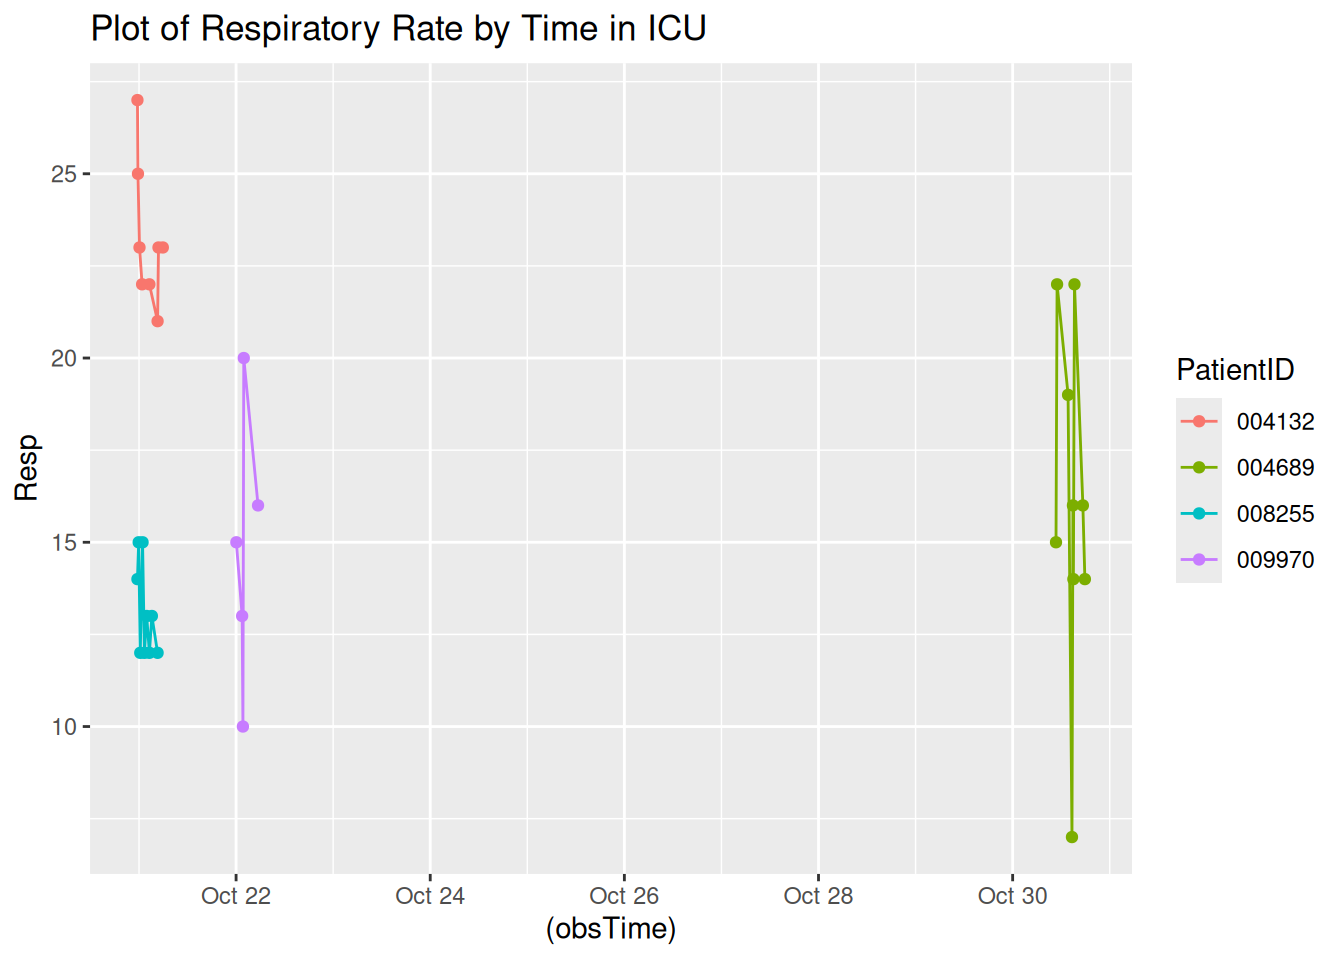 Plot of Respiratory Rate by Time in ICU
25
20
15
10
Resp
Oct 22 Oct 24 Oct 26 Oct 28 Oct 30
(obsTime)
PatientID
004132
004689
008255
009970